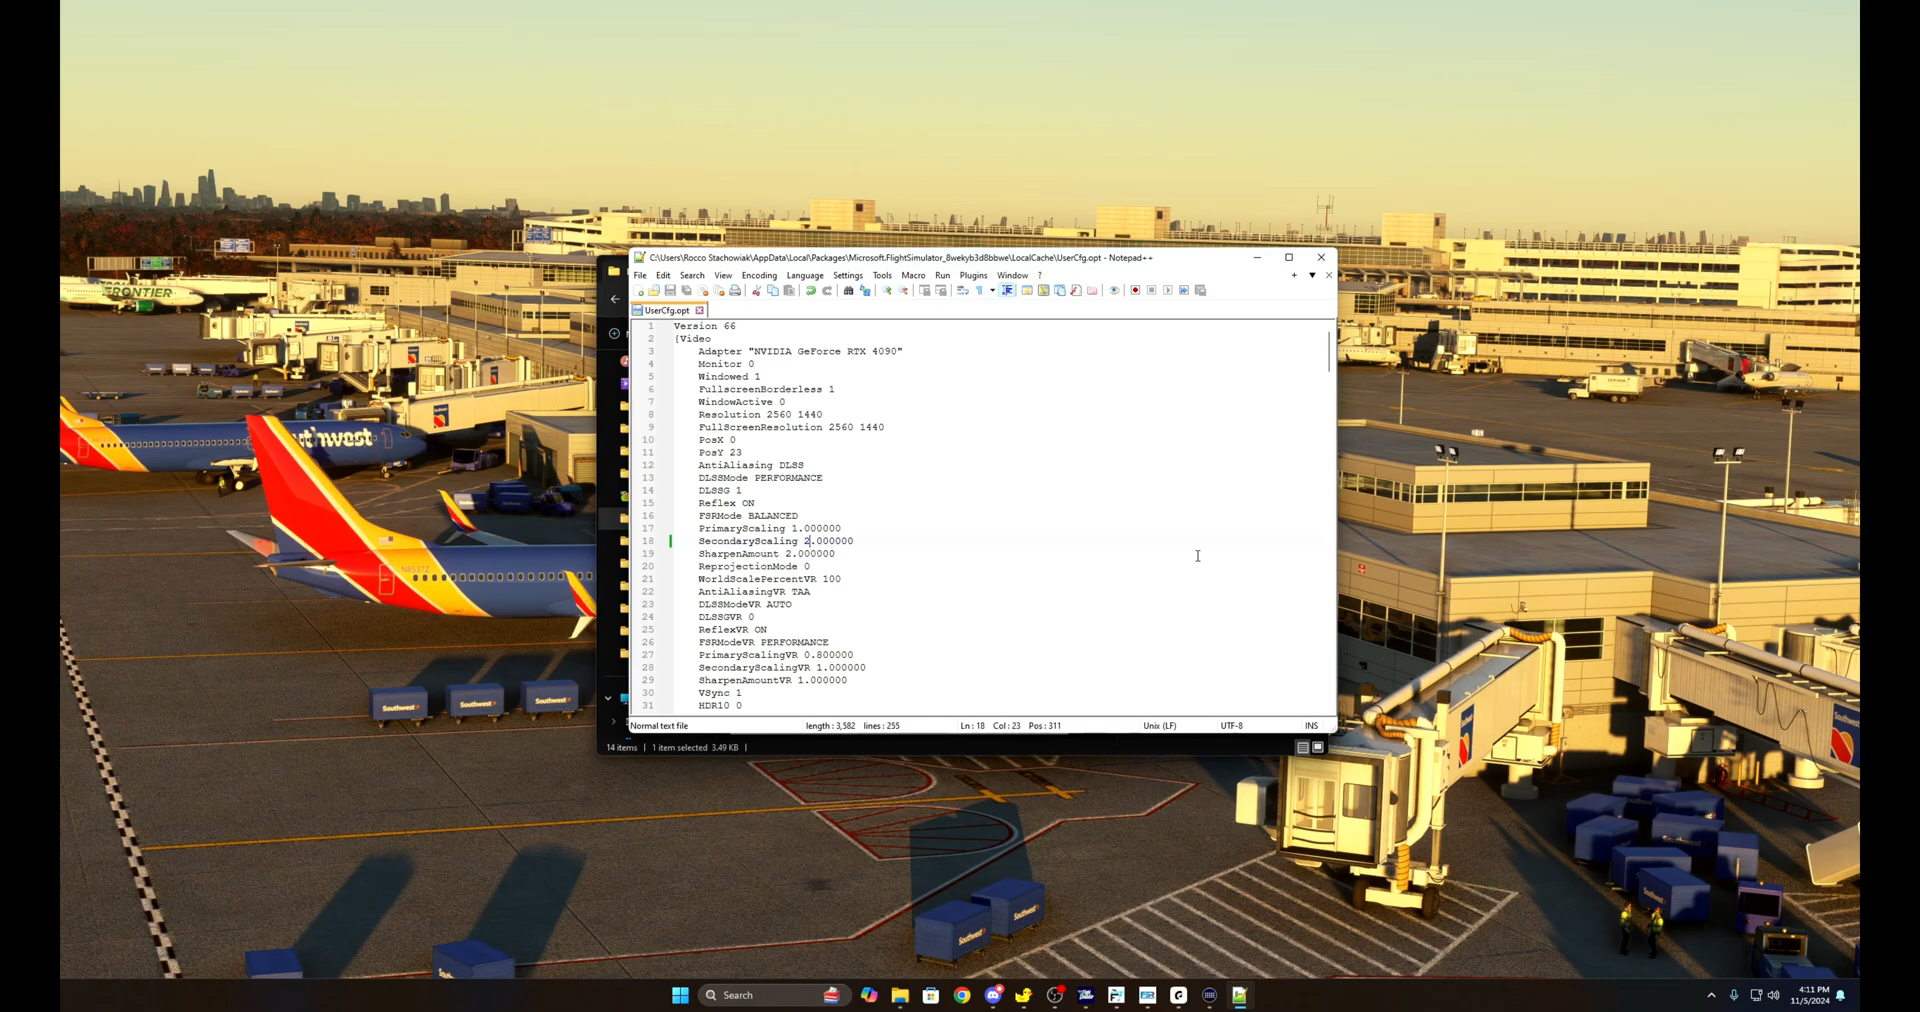 C:\Users\Rocco Stachowiak\AppData\Local\Packages\Microsoft.FlightSimulator_8wekyb3d8bbwe\LocalCache\UserCfg.opt - Notepad++
File Edit Search View Encoding Language Settings Tools Macro Run Plugins Window ?
UserCfg.opt
1 Version 66
2 {Video
3 Adapter "NVIDIA GeForce RTX 4090"
4 Monitor 0
5 Windowed 1
6 FullscreenBorderless 1
7 WindowActive 0
8 Resolution 2560 1440
9 FullScreenResolution 2560 1440
10 PosX 0
11 PosY 23
12 AntiAliasing DLSS
13 DLSSMode PERFORMANCE
14 DLSSG 1
15 Reflex ON
16 FSRMode BALANCED
17 PrimaryScaling 1.000000
18 SecondaryScaling 2.000000
19 SharpenAmount 2.000000
20 ReprojectionMode 0
21 WorldScalePercentVR 100
22 AntiAliasingVR TAA
23 DLSSModeVR AUTO
24 DLSSGVR 0
25 ReflexVR ON
26 FSRModeVR PERFORMANCE
27 PrimaryScalingVR 0.800000
28 SecondaryScalingVR 1.000000
29 SharpenAmountVR 1.000000
30 VSync 1
31 HDR10 0
Normal text file length : 3,582 lines : 255 Ln : 18 Col : 23 Pos : 311 Unix (LF) UTF-8 INS
14 items 1 item selected 3.49 KB
FRONTIER
uthwest
N8537Z
Southwest
Southwest
Southwest
Southwest
Southwest
Southwest
Southwest
Search
4:11 PM
11/5/2024